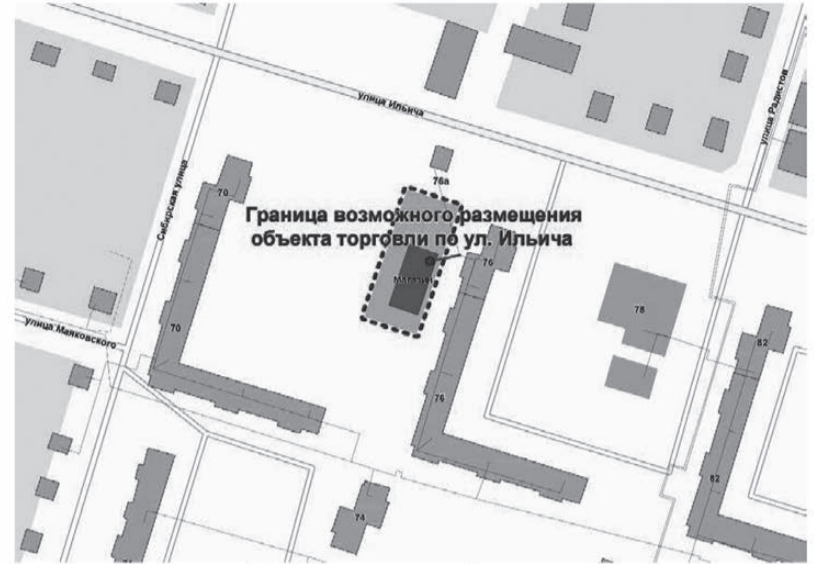 улица Ильича
улица Радистов
76а
Сибирская улица
70
Граница возможного размещения
объекта торговли по ул. Ильича
76
магазин
78
70
улица Маяковского
82
76
82
74